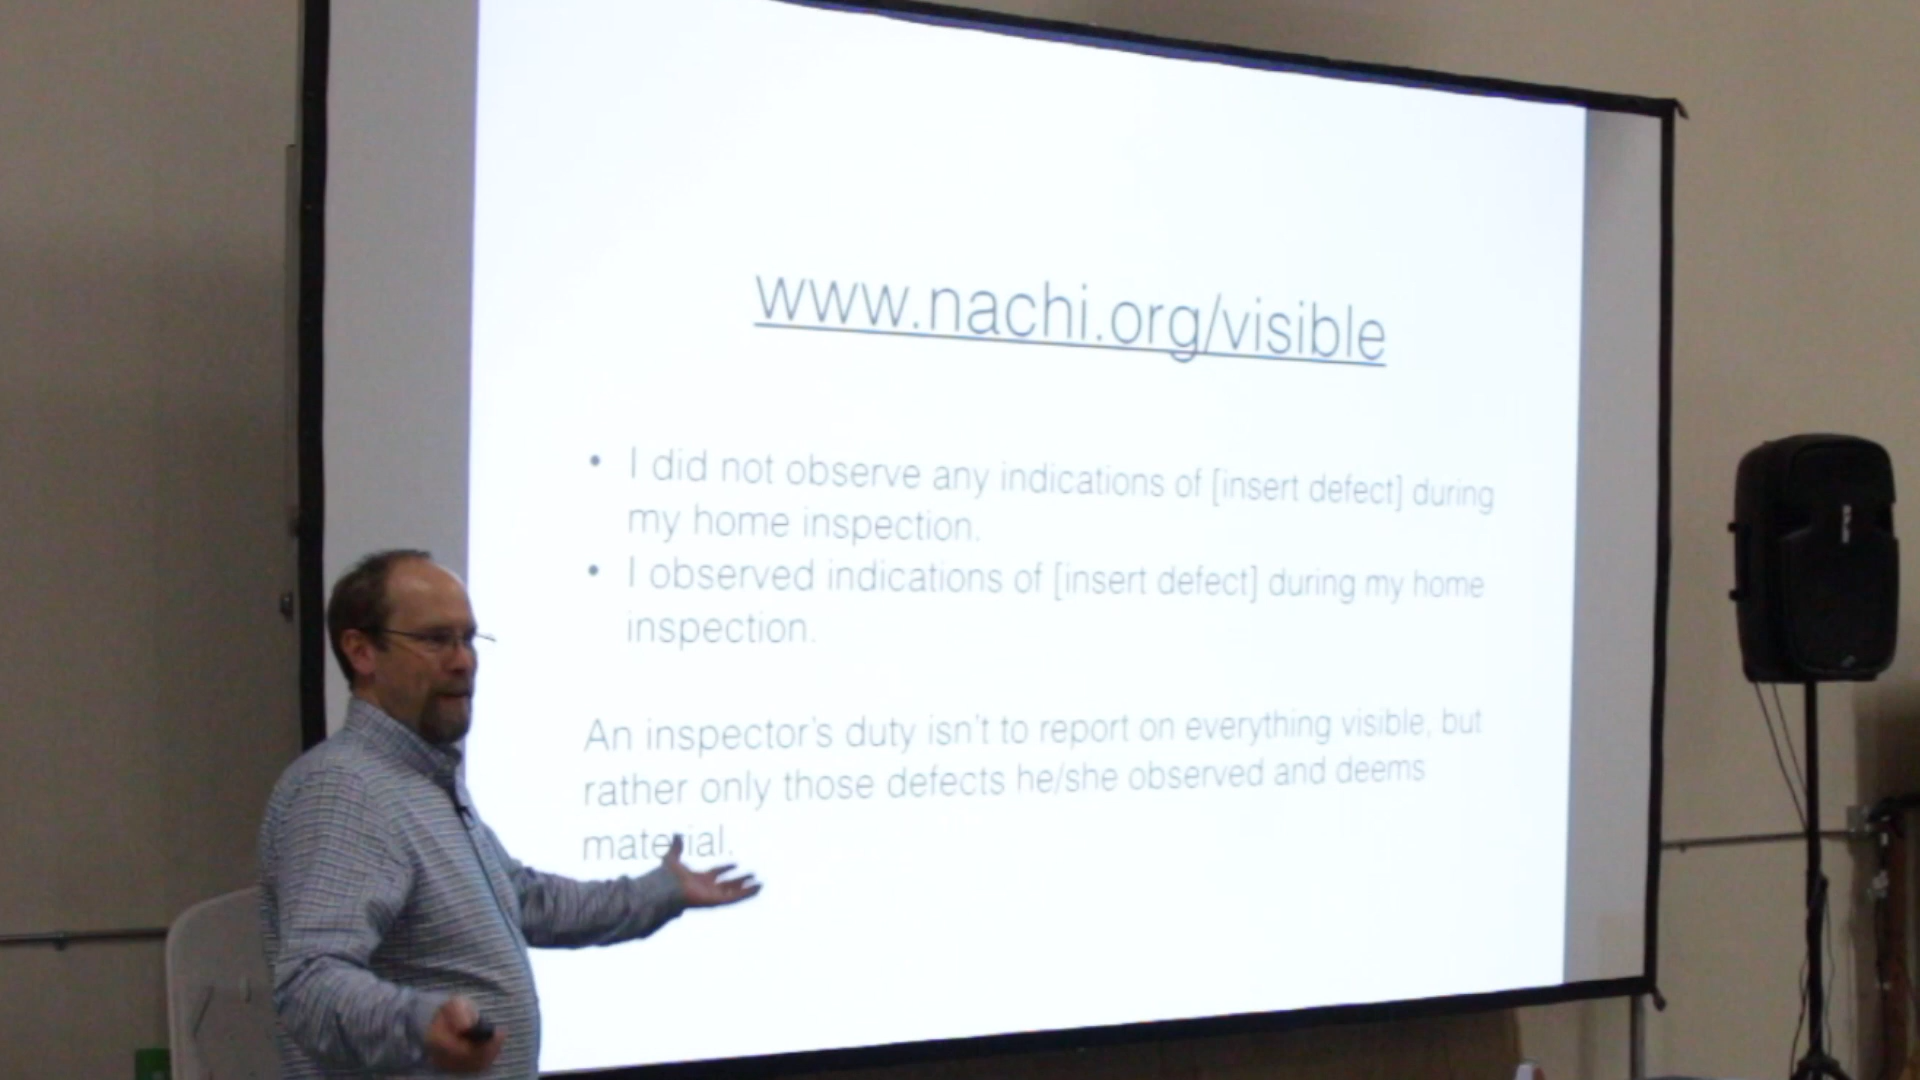 www.nachi.org/visible
• I did not observe any indications of [insert defect] during
my home inspection.
• I observed indications of [insert defect] during my home
inspection.
An inspector's duty isn't to report on everything visible, but
rather only those defects he/she observed and deems
material.